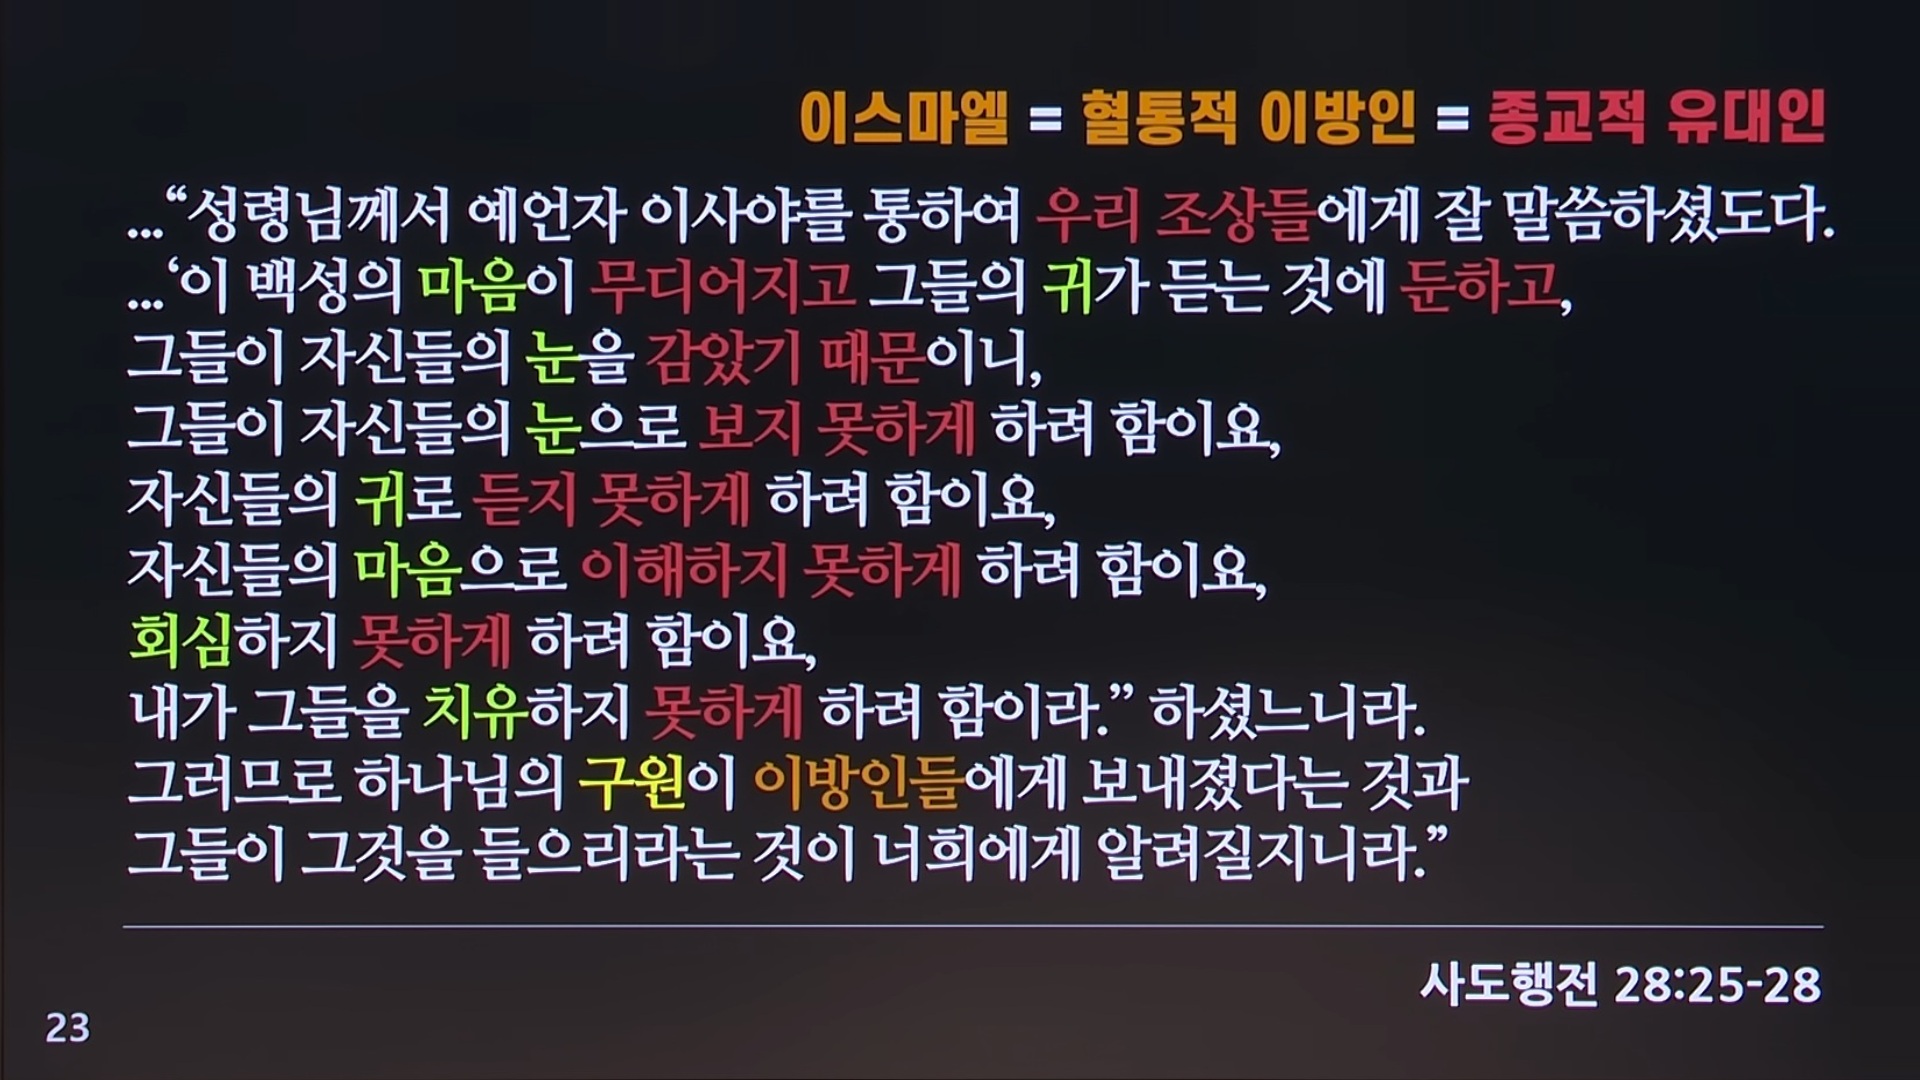 이스마엘 = 혈통적 이방인 = 종교적 유대인
...“성령님께서 예언자 이사야를 통하여 우리 조상들에게 잘 말씀하셨도다.
...‘이 백성의 마음이 무디어지고 그들의 귀가 듣는 것에 둔하고,
그들이 자신들의 눈을 감았기 때문이니,
그들이 자신들의 눈으로 보지 못하게 하려 함이요,
자신들의 귀로 듣지 못하게 하려 함이요,
자신들의 마음으로 이해하지 못하게 하려 함이요,
회심하지 못하게 하려 함이요,
내가 그들을 치유하지 못하게 하려 함이라.” 하셨느니라.
그러므로 하나님의 구원이 이방인들에게 보내졌다는 것과
그들이 그것을 들으리라는 것이 너희에게 알려질지니라.”
사도행전 28:25-28
23